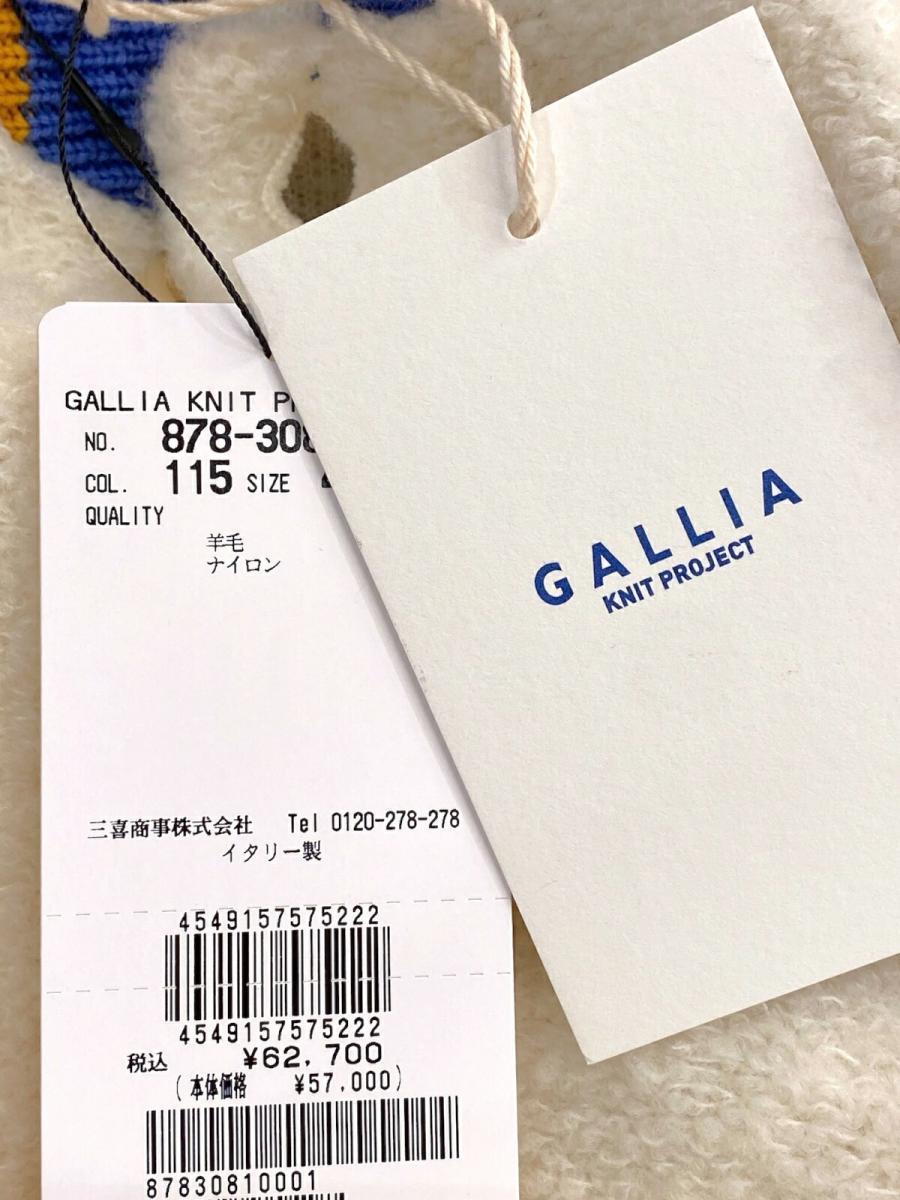 GALLIA KNIT
NO. 878-308
COL. 115 SIZE
QUALITY
羊毛
ナイロン
三喜商事株式会社 Tel 0120-278-278
イタリー製
4549157575222
4549157575222
税込 ¥62,700
(本体価格 ¥57,000)
87830810001
GALLIA
KNIT PROJECT